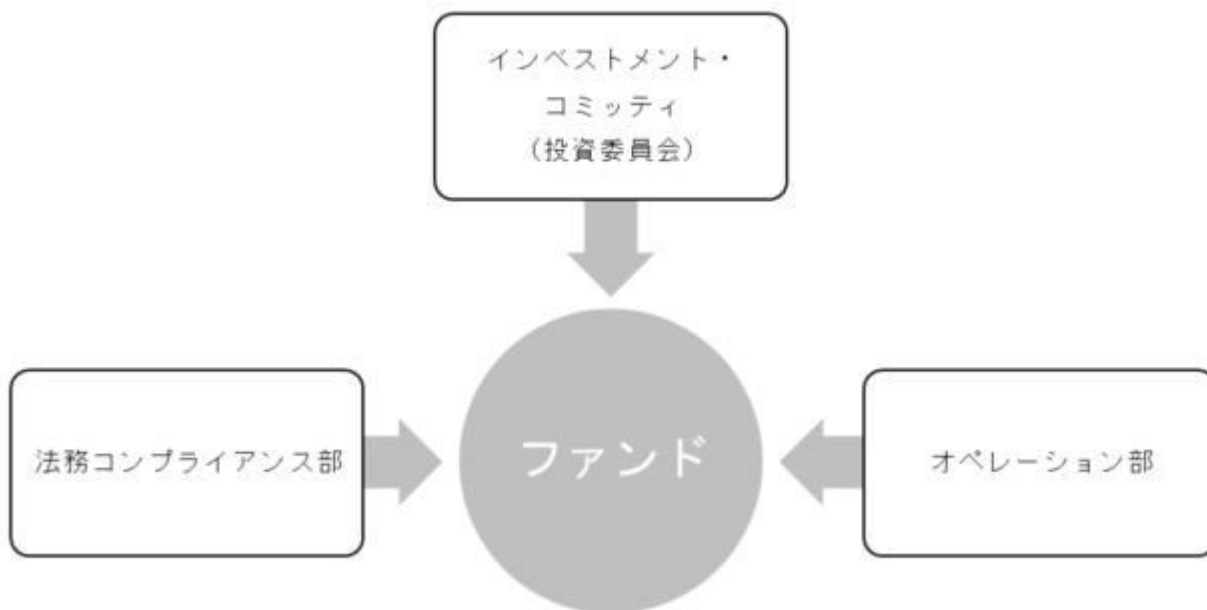 インベストメント・
コミッティ
（投資委員会）
法務コンプライアンス部
ファンド
オペレーション部